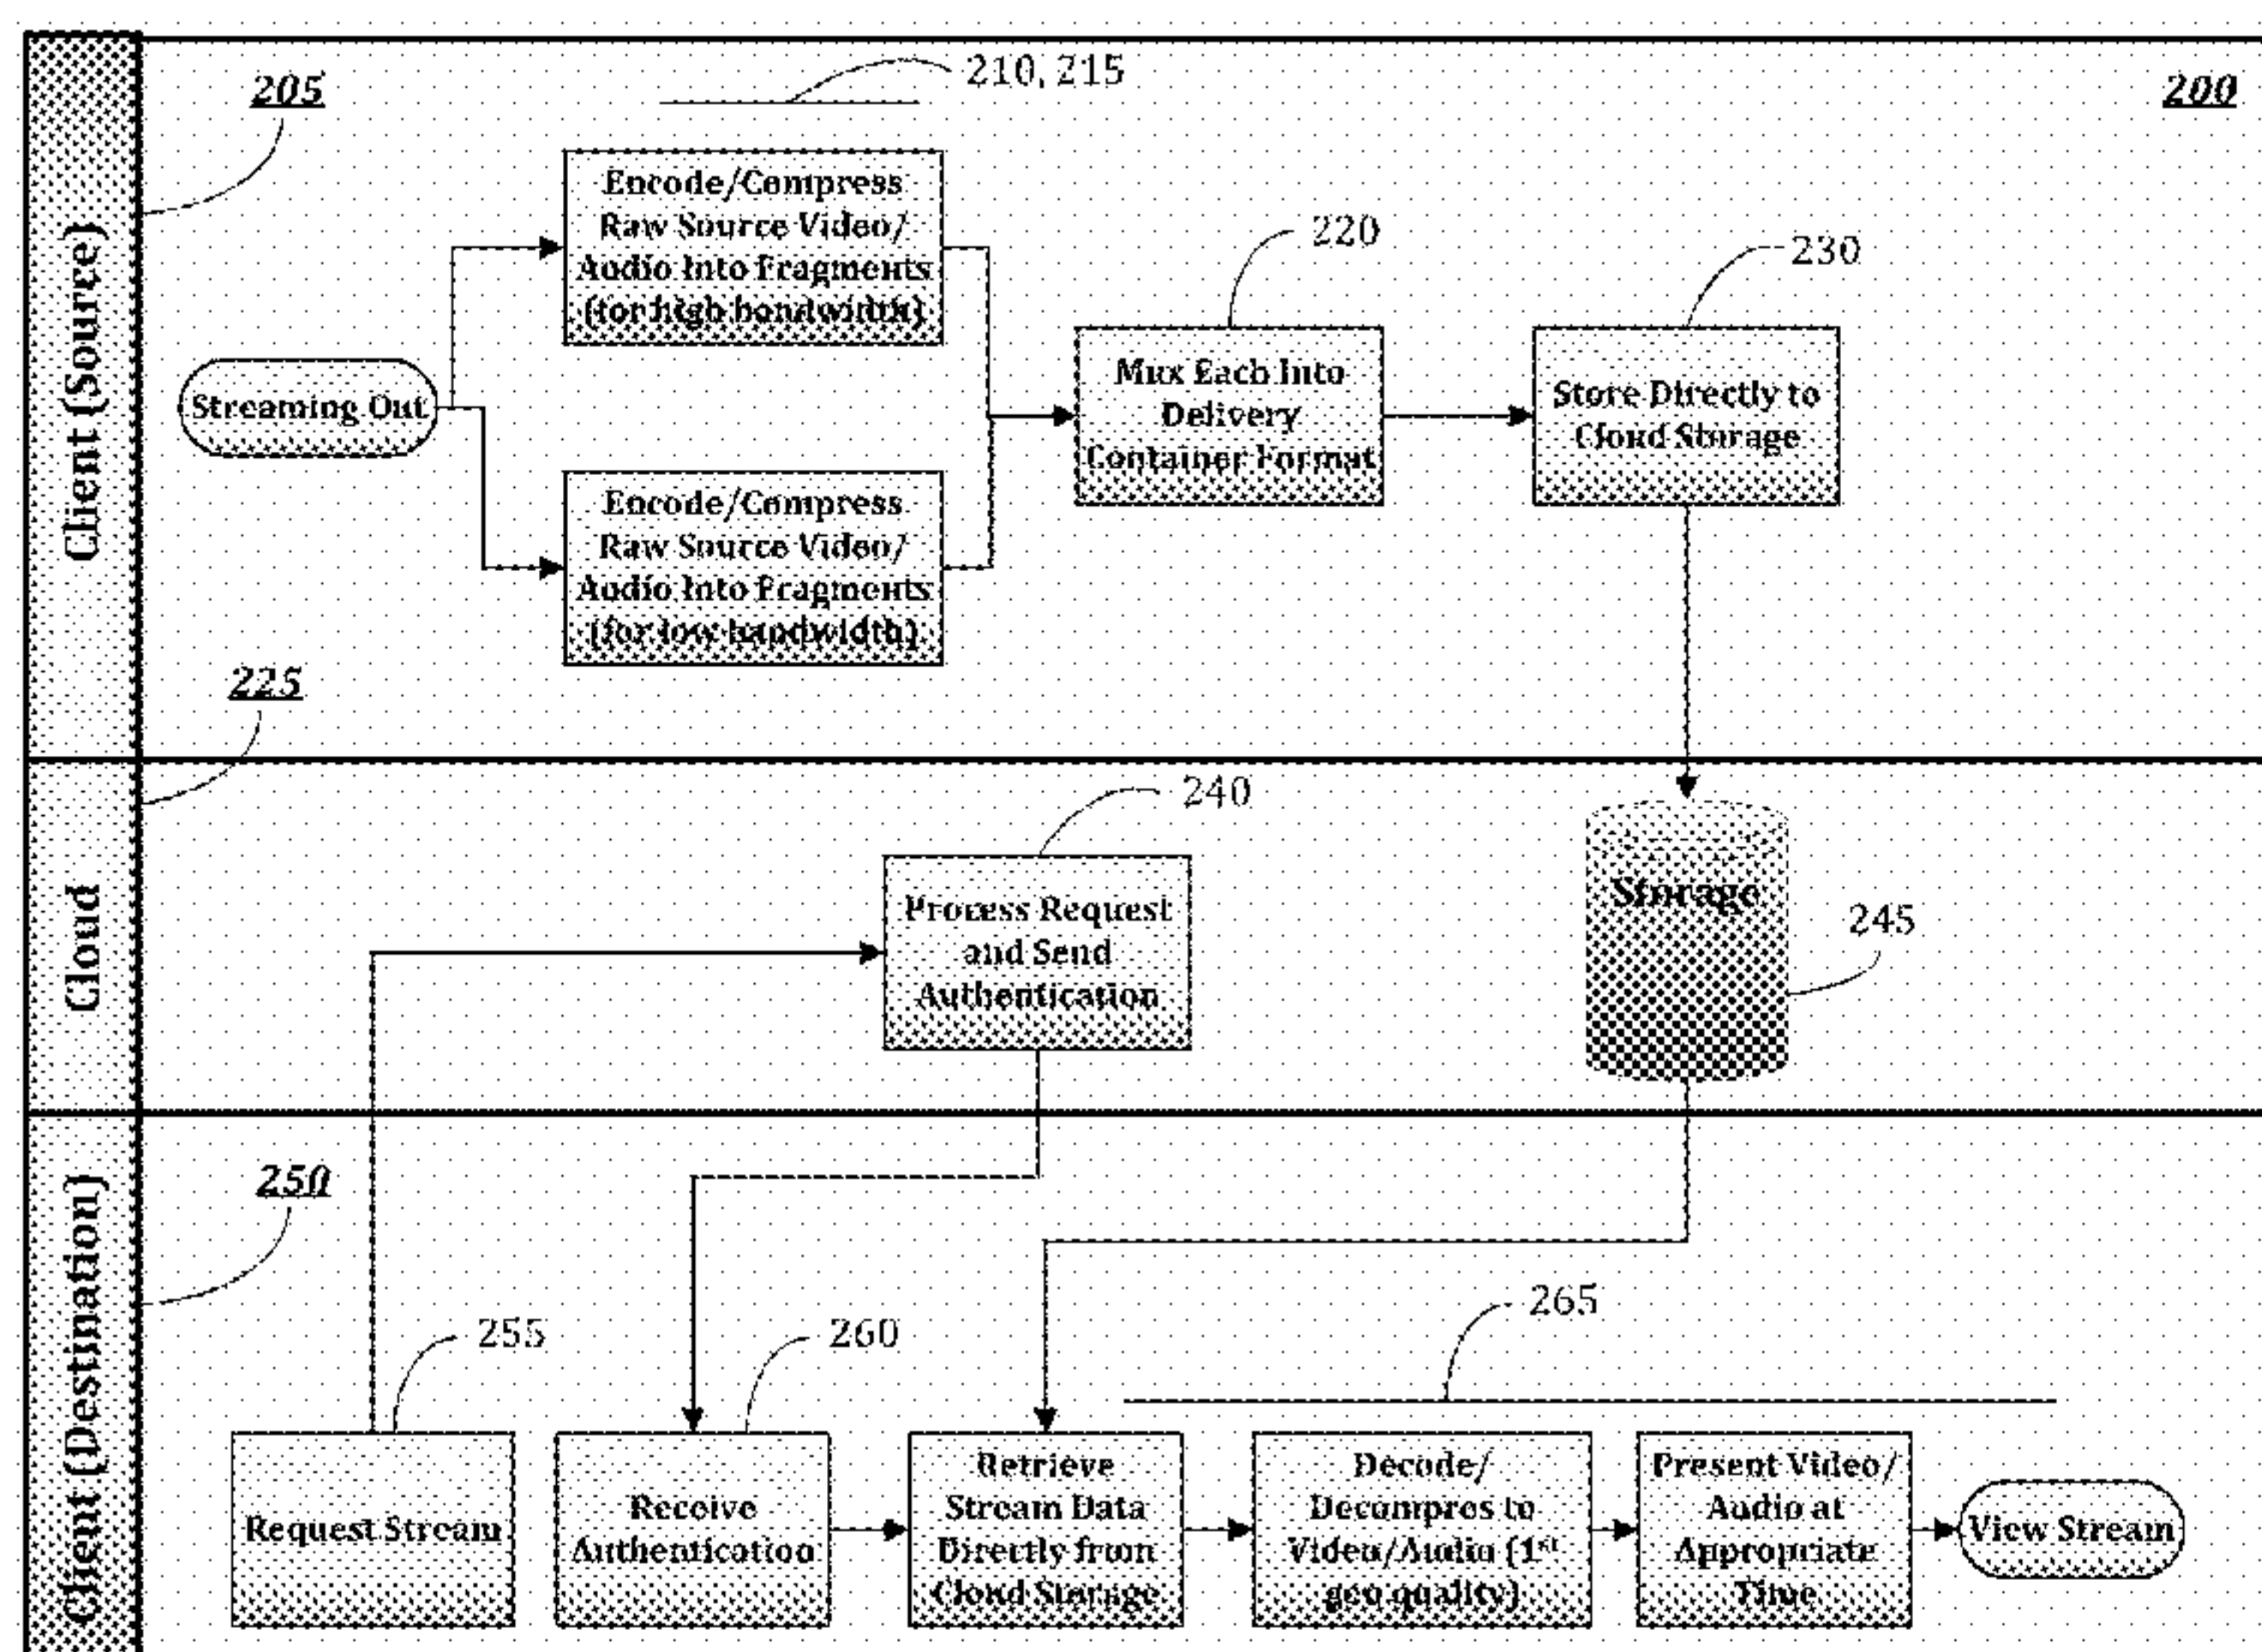 205
210, 215
200
Client (Source)
Encode/Compress
Raw Source Video/
Audio Into Fragments
(for high bandwidth)
220
230
Streaming Out
Mux Each Into
Delivery
Container Format
Store Directly to
Cloud Storage
Encode/Compress
Raw Source Video/
Audio Into Fragments
(for low bandwidth)
225
Cloud
240
Process Request
and Send
Authentication
Storage
245
Client (Destination)
250
255
260
265
Request Stream
Receive
Authentication
Retrieve
Stream Data
Directly from
Cloud Storage
Decode/
Decompres to
Video/Audio (1st
gen quality)
Present Video/
Audio at
Appropriate
Time
View Stream